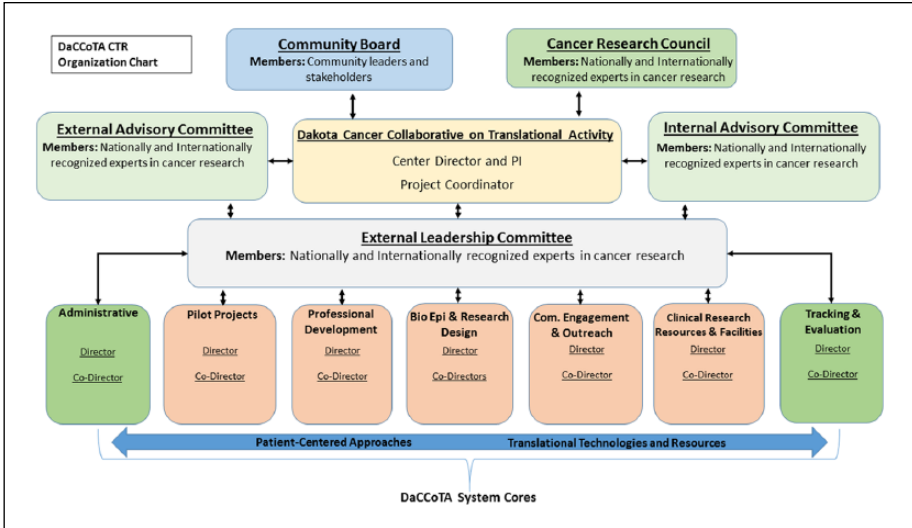 DaCCoTA CTR
Organization Chart
Community Board
Members: Community leaders and
stakeholders
Cancer Research Council
Members: Nationally and Internationally
recognized experts in cancer research
External Advisory Committee
Members: Nationally and Internationally
recognized experts in cancer research
Dakota Cancer Collaborative on Translational Activity
Center Director and PI
Project Coordinator
Internal Advisory Committee
Members: Nationally and Internationally
recognized experts in cancer research
External Leadership Committee
Members: Nationally and Internationally recognized experts in cancer research
Administrative
Director
Co-Director
Pilot Projects
Director
Co-Director
Professional
Development
Director
Co-Director
Bio Epi & Research
Design
Director
Co-Directors
Com. Engagement
& Outreach
Director
Co-Director
Clinical Research
Resources & Facilities
Director
Co-Director
Tracking &
Evaluation
Director
Co-Director
Patient-Centered Approaches
Translational Technologies and Resources
DaCCoTA System Cores